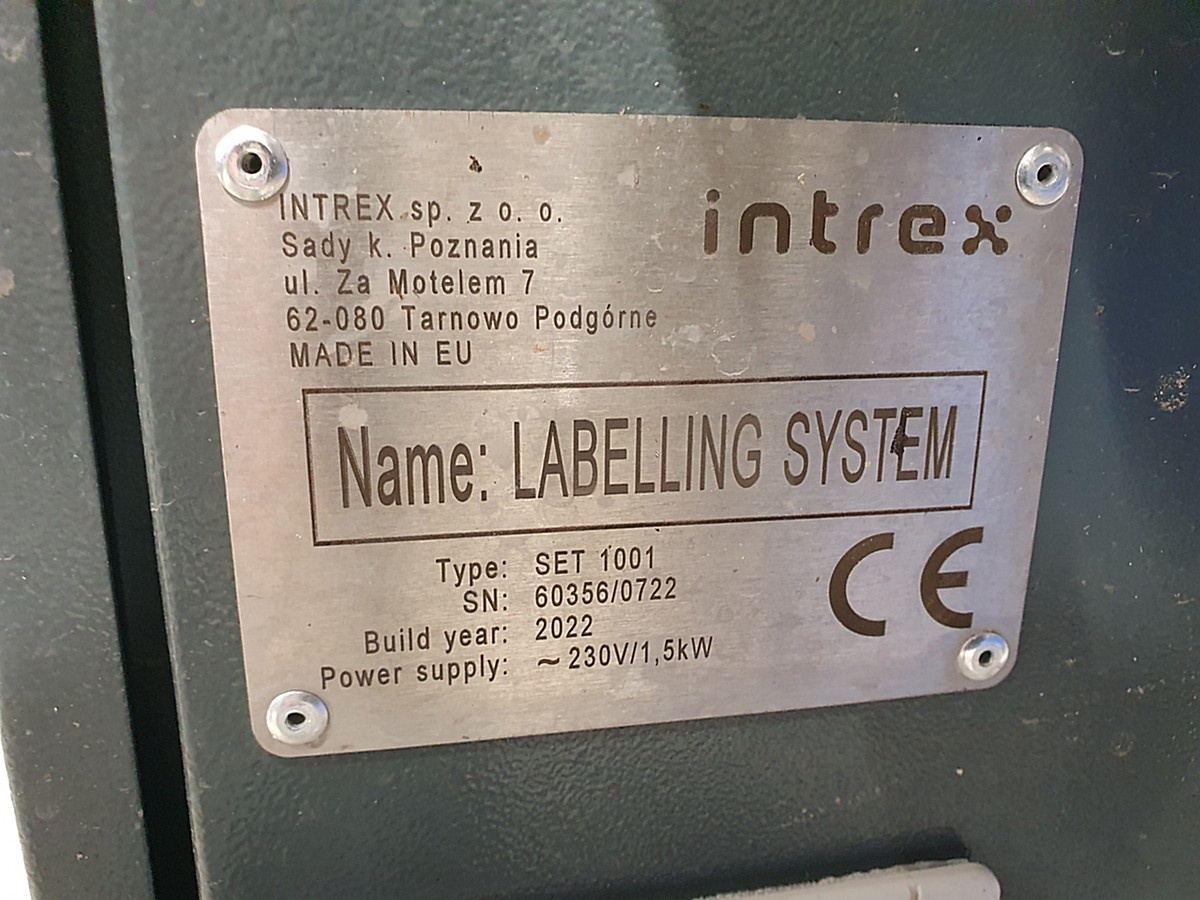 INTREX sp. z o. o.
Sady k. Poznania
ul. Za Motelem 7
62-080 Tarnowo Podgórne
MADE IN EU
intrex
Name: LABELLING SYSTEM
Type: SET 1001
SN: 60356/0722
Build year: 2022
Power supply: ~230V/1,5kW
CE